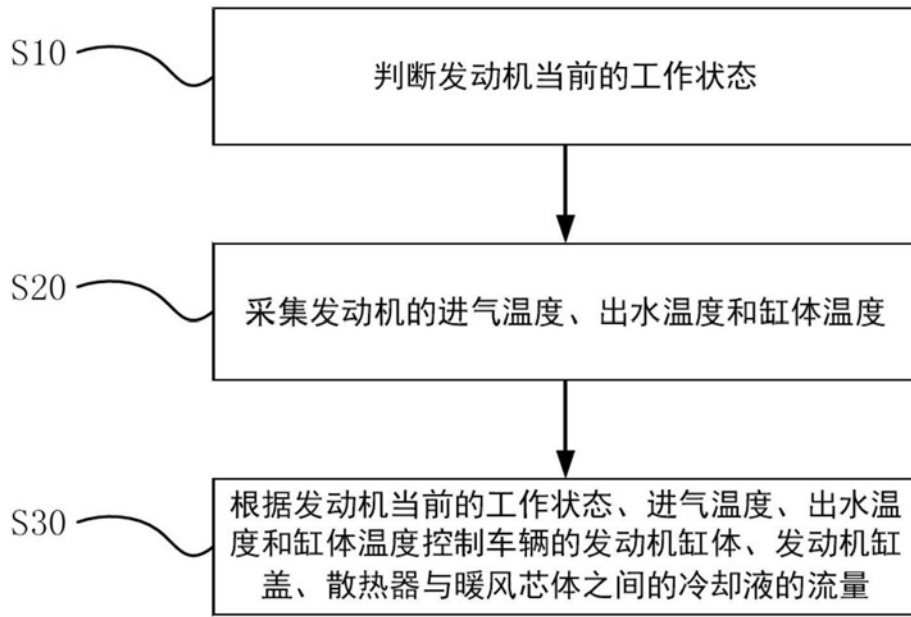 S10
判断发动机当前的工作状态
S20
采集发动机的进气温度、出水温度和缸体温度
S30
根据发动机当前的工作状态、进气温度、出水温
度和缸体温度控制车辆的发动机缸体、发动机缸
盖、散热器与暖风芯体之间的冷却液的流量